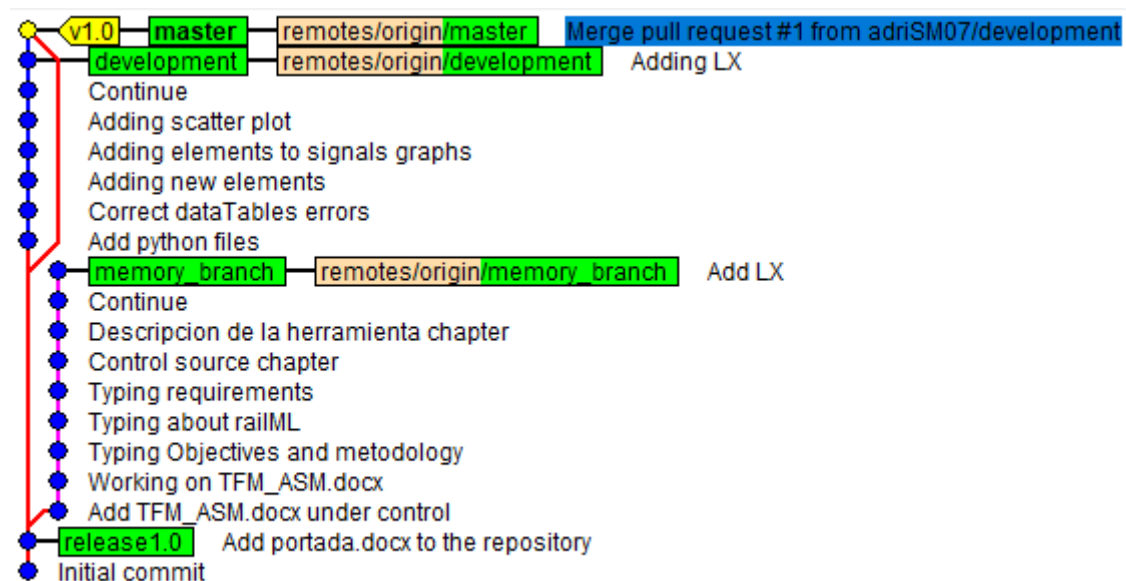 v1.0 master remotes/origin/master Merge pull request #1 from adriSM07/development
development remotes/origin/development Adding LX
Continue
Adding scatter plot
Adding elements to signals graphs
Adding new elements
Correct dataTables errors
Add python files
memory_branch remotes/origin/memory_branch Add LX
Continue
Descripcion de la herramienta chapter
Control source chapter
Typing requirements
Typing about railML
Typing Objectives and metodology
Working on TFM_ASM.docx
Add TFM_ASM.docx under control
release1.0 Add portada.docx to the repository
Initial commit